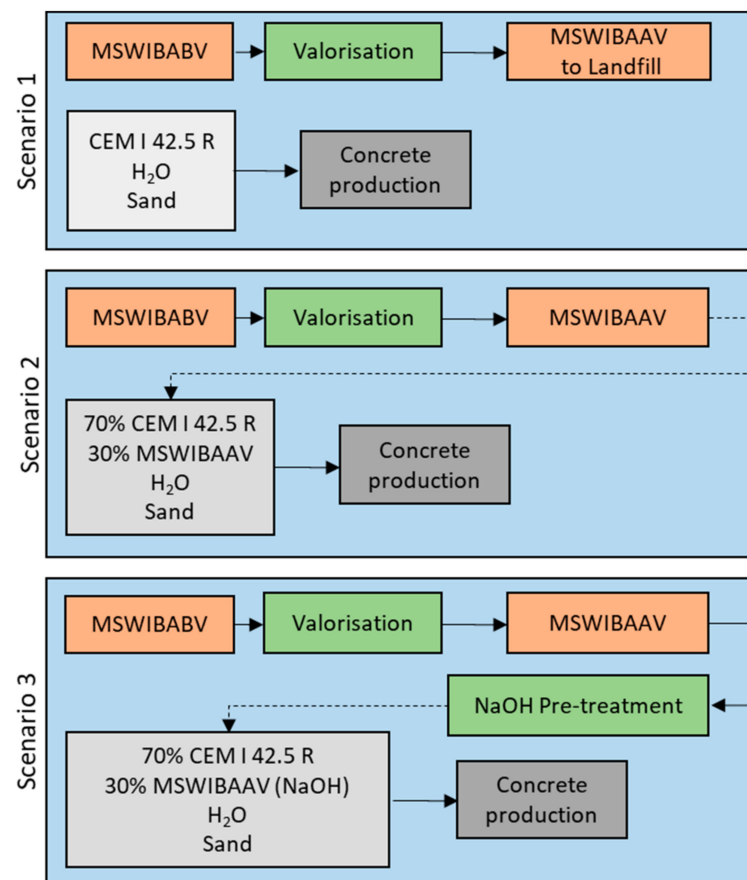 Scenario 1
MSWIBABV
Valorisation
MSWIBAAV
to Landfill
CEM I 42.5 R
H₂O
Sand
Concrete
production
Scenario 2
MSWIBABV
Valorisation
MSWIBAAV
70% CEM I 42.5 R
30% MSWIBAAV
H₂O
Sand
Concrete
production
Scenario 3
MSWIBABV
Valorisation
MSWIBAAV
NaOH Pre-treatment
70% CEM I 42.5 R
30% MSWIBAAV (NaOH)
H₂O
Sand
Concrete
production